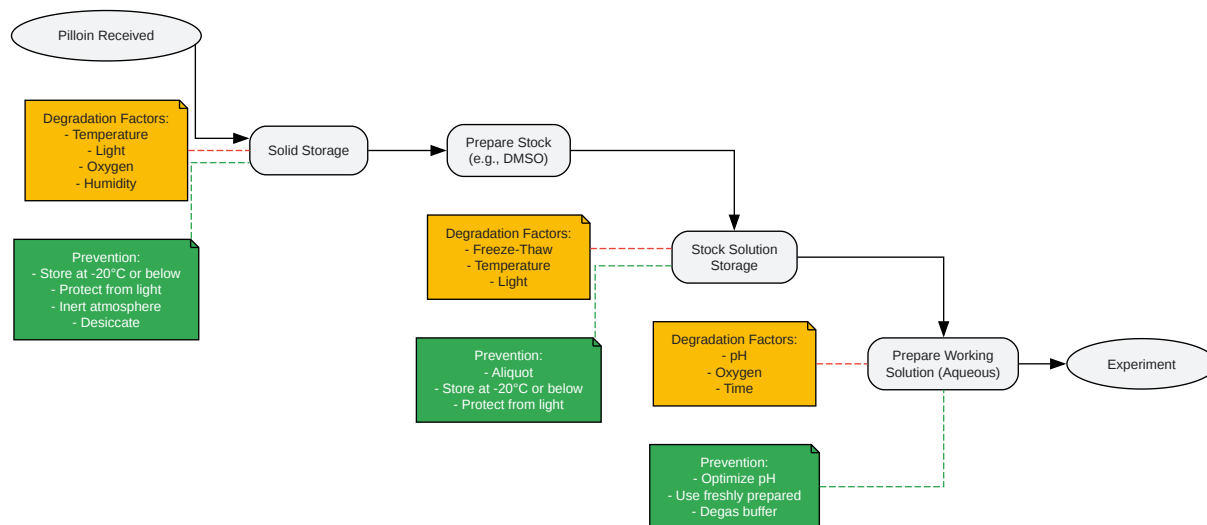 Pilloin Received
Degradation Factors:
- Temperature
- Light
- Oxygen
- Humidity
Solid Storage
Prepare Stock
(e.g., DMSO)
Prevention:
- Store at -20°C or below
- Protect from light
- Inert atmosphere
- Desiccate
Degradation Factors:
- Freeze-Thaw
- Temperature
- Light
Stock Solution
Storage
Prevention:
- Aliquot
- Store at -20°C or below
- Protect from light
Degradation Factors:
- pH
- Oxygen
- Time
Prepare Working
Solution (Aqueous)
Experiment
Prevention:
- Optimize pH
- Use freshly prepared
- Degas buffer